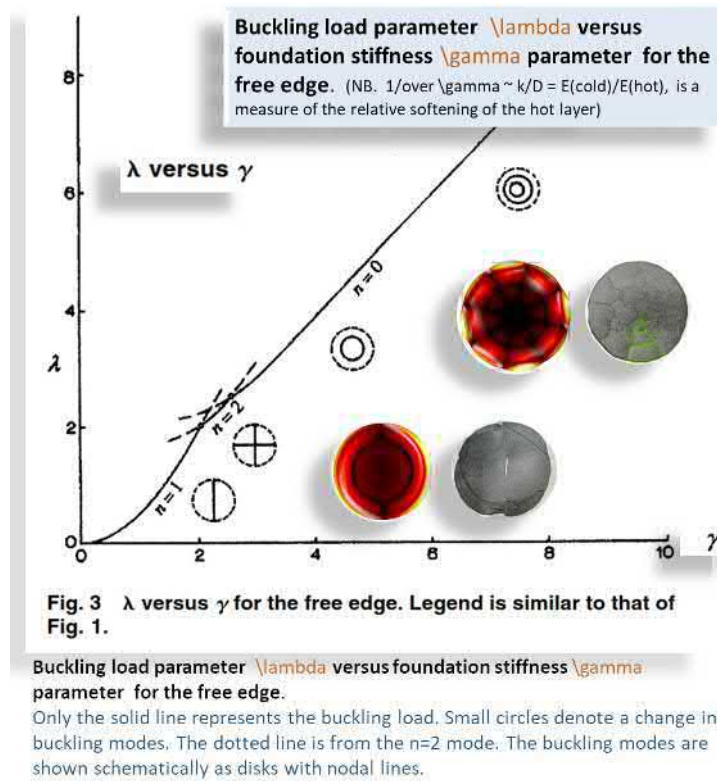 Buckling load parameter \lambda versus
foundation stiffness \gamma parameter for the
free edge. (NB. 1/over \gamma ~ k/D = E(cold)/E(hot), is a
measure of the relative softening of the hot layer)
8
λ versus γ
6
n=0
4
λ
n=2
2
n=1
0
0 2 4 6 8 10 γ
Fig. 3 λ versus γ for the free edge. Legend is similar to that of
Fig. 1.
Buckling load parameter \lambda versus foundation stiffness \gamma
parameter for the free edge.
Only the solid line represents the buckling load. Small circles denote a change in
buckling modes. The dotted line is from the n=2 mode. The buckling modes are
shown schematically as disks with nodal lines.